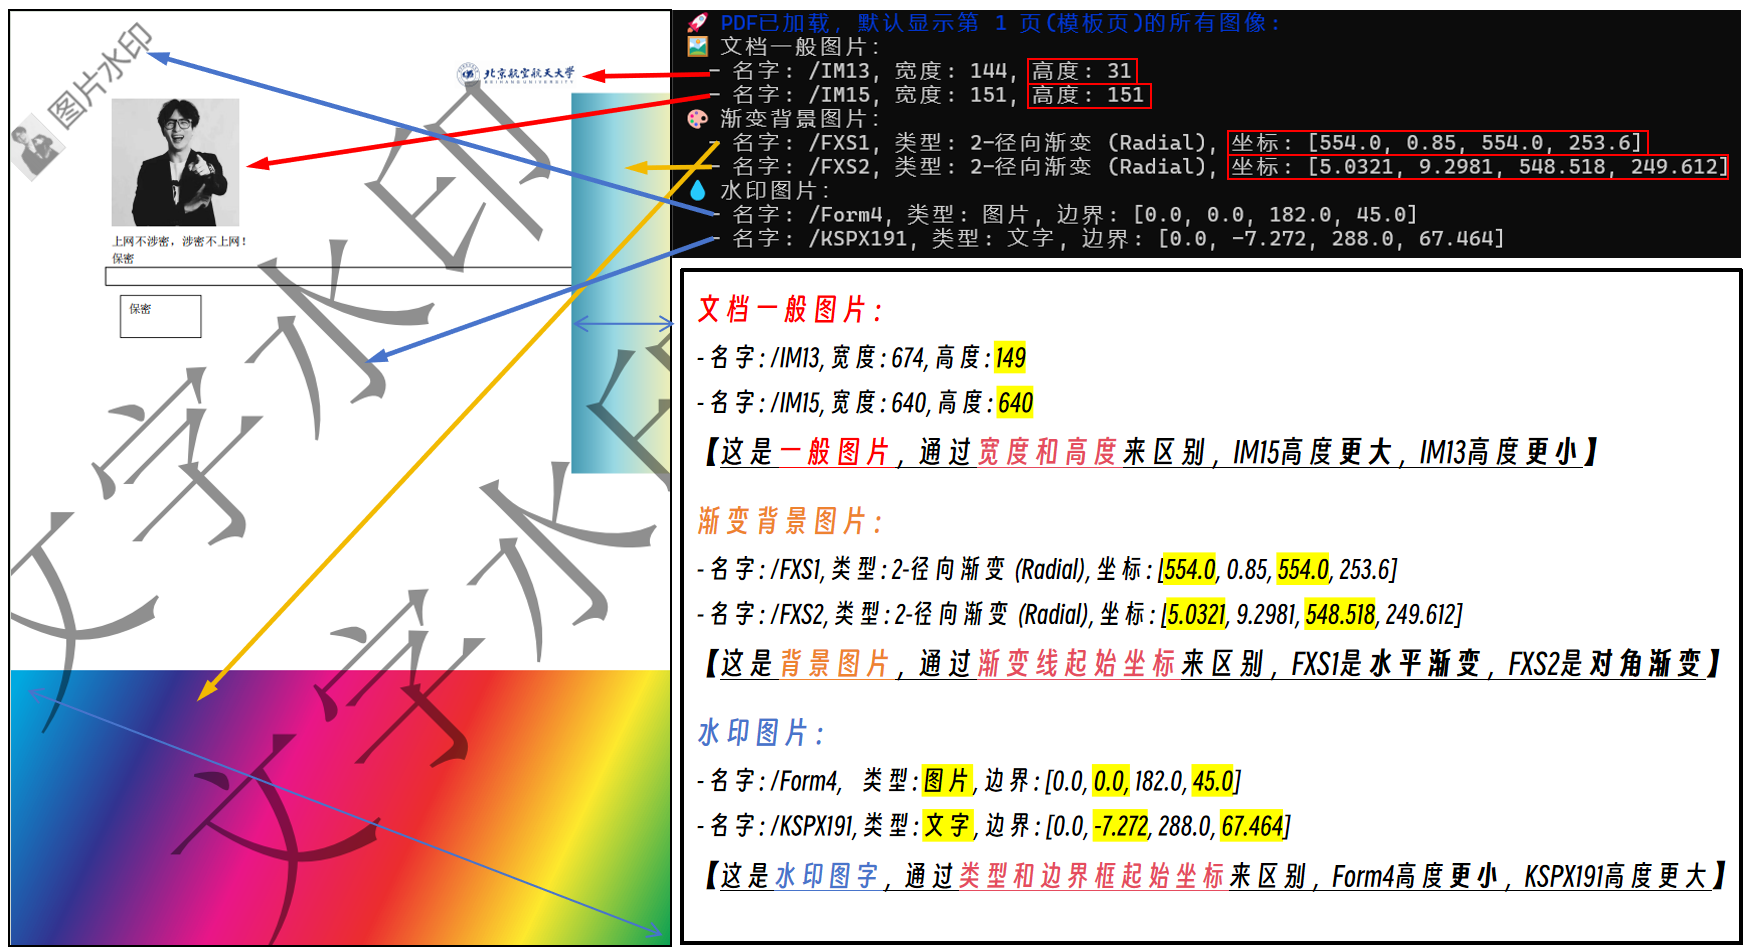 图片水印
北京航空航天大学
BEIHANG UNIVERSITY
上网不涉密，涉密不上网！
保密
保密
文字水印
文字水印
🚀 PDF已加载，默认显示第 1 页(模板页)的所有图像：
🖼️ 文档一般图片：
- 名字: /IM13, 宽度: 144, 高度: 31
- 名字: /IM15, 宽度: 151, 高度: 151
🎨 渐变背景图片：
- 名字: /FXS1, 类型: 2-径向渐变 (Radial), 坐标: [554.0, 0.85, 554.0, 253.6]
- 名字: /FXS2, 类型: 2-径向渐变 (Radial), 坐标: [5.0321, 9.2981, 548.518, 249.612]
💧 水印图片：
- 名字: /Form4, 类型: 图片, 边界: [0.0, 0.0, 182.0, 45.0]
- 名字: /KSPX191, 类型: 文字, 边界: [0.0, -7.272, 288.0, 67.464]
文档一般图片：
- 名字: /IM13, 宽度: 674, 高度: 149
- 名字: /IM15, 宽度: 640, 高度: 640
【这是一般图片，通过宽度和高度来区别，IM15高度更大，IM13高度更小】
渐变背景图片：
- 名字: /FXS1, 类型: 2-径向渐变 (Radial), 坐标: [554.0, 0.85, 554.0, 253.6]
- 名字: /FXS2, 类型: 2-径向渐变 (Radial), 坐标: [5.0321, 9.2981, 548.518, 249.612]
【这是背景图片，通过渐变线起始坐标来区别，FXS1是水平渐变，FXS2是对角渐变】
水印图片：
- 名字: /Form4, 类型: 图片, 边界: [0.0, 0.0, 182.0, 45.0]
- 名字: /KSPX191, 类型: 文字, 边界: [0.0, -7.272, 288.0, 67.464]
【这是水印图字，通过类型和边界框起始坐标来区别，Form4高度更小，KSPX191高度更大】